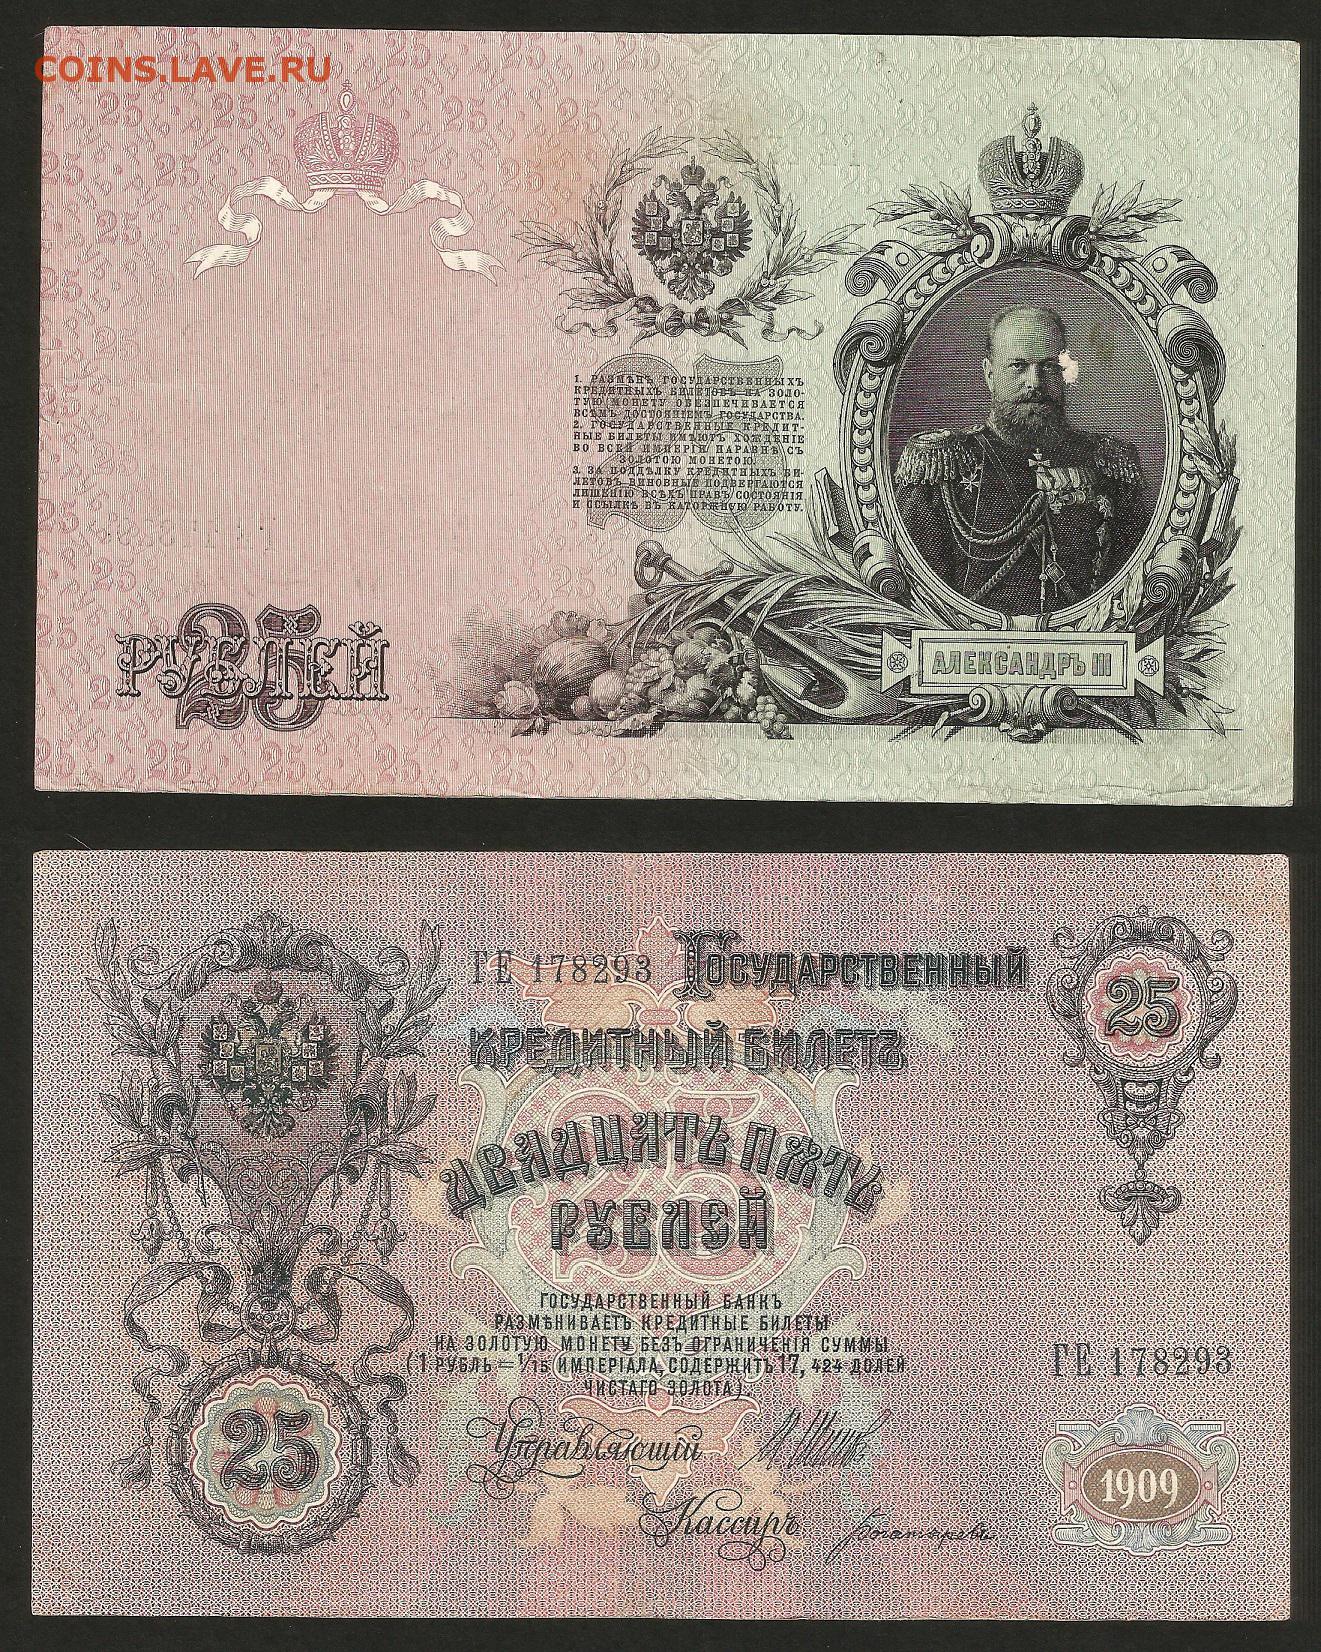 COINS.LAVE.RU
1. РАЗМѢНЪ ГОСУДАРСТВЕННЫХЪ
КРЕДИТНЫХЪ БИЛЕТОВЪ НА ЗОЛО-
ТУЮ МОНЕТУ ОБЕЗПЕЧИВАЕТСЯ
ВСѢМЪ ДОСТОЯНІЕМЪ ГОСУДАРСТВА.
2. ГОСУДАРСТВЕННЫЕ КРЕДИТ-
НЫЕ БИЛЕТЫ ИМѢЮТЪ ХОЖДЕНІЕ
ВО ВСЕЙ ИМПЕРІИ НАРАВНѢ СЪ
ЗОЛОТОЮ МОНЕТОЮ.
3. ЗА ПОДДѢЛКУ КРЕДИТНЫХЪ БИ-
ЛЕТОВЪ ВИНОВНЫЕ ПОДВЕРГАЮТСЯ
ЛИШЕНІЮ ВСѢХЪ ПРАВЪ СОСТОЯНІЯ
И ССЫЛКѢ ВЪ КАТОРЖНУЮ РАБОТУ.
25
РУБЛЕЙ
АЛЕКСАНДРЪ III
ГЕ 178293 ГОСУДАРСТВЕННЫЙ
КРЕДИТНЫЙ БИЛЕТЪ
25
ДВАДЦАТЬ ПЯТЬ
РУБЛЕЙ
25
ГОСУДАРСТВЕННЫЙ БАНКЪ
РАЗМѢНИВАЕТЪ КРЕДИТНЫЕ БИЛЕТЫ
НА ЗОЛОТУЮ МОНЕТУ БЕЗЪ ОГРАНИЧЕНІЯ СУММЫ
(1 РУБЛЬ = 1/15 ИМПЕРІАЛА, СОДЕРЖИТЪ 17, 424 ДОЛЕЙ
ЧИСТАГО ЗОЛОТА).
ГЕ 178293
25
Управляющий
Кассиръ
1909